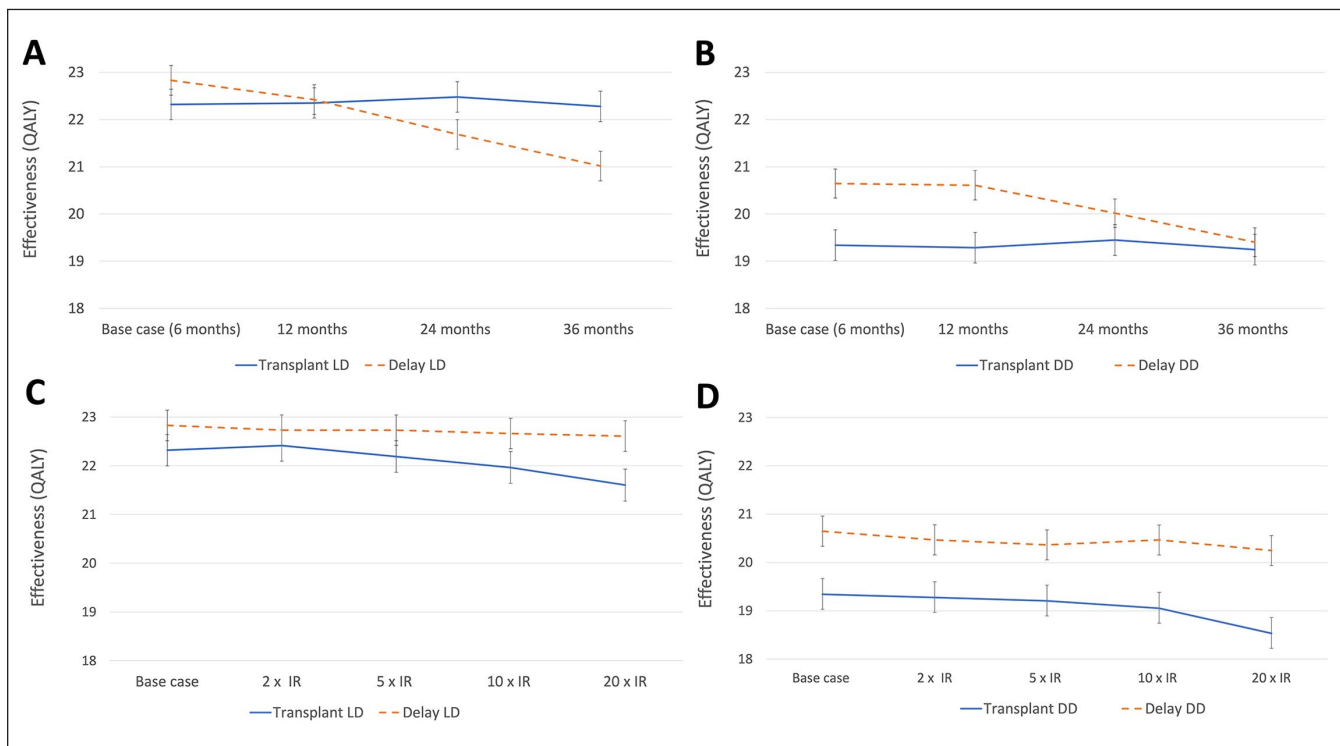 A
Effectiveness (QALY)
23
22
21
20
19
18
Base case (6 months) 12 months 24 months 36 months
Transplant LD Delay LD
B
Effectiveness (QALY)
23
22
21
20
19
18
Base case (6 months) 12 months 24 months 36 months
Transplant DD Delay DD
C
Effectiveness (QALY)
23
22
21
20
19
18
Base case 2 x IR 5 x IR 10 x IR 20 x IR
Transplant LD Delay LD
D
Effectiveness (QALY)
23
22
21
20
19
18
Base case 2 x IR 5 x IR 10 x IR 20 x IR
Transplant DD Delay DD